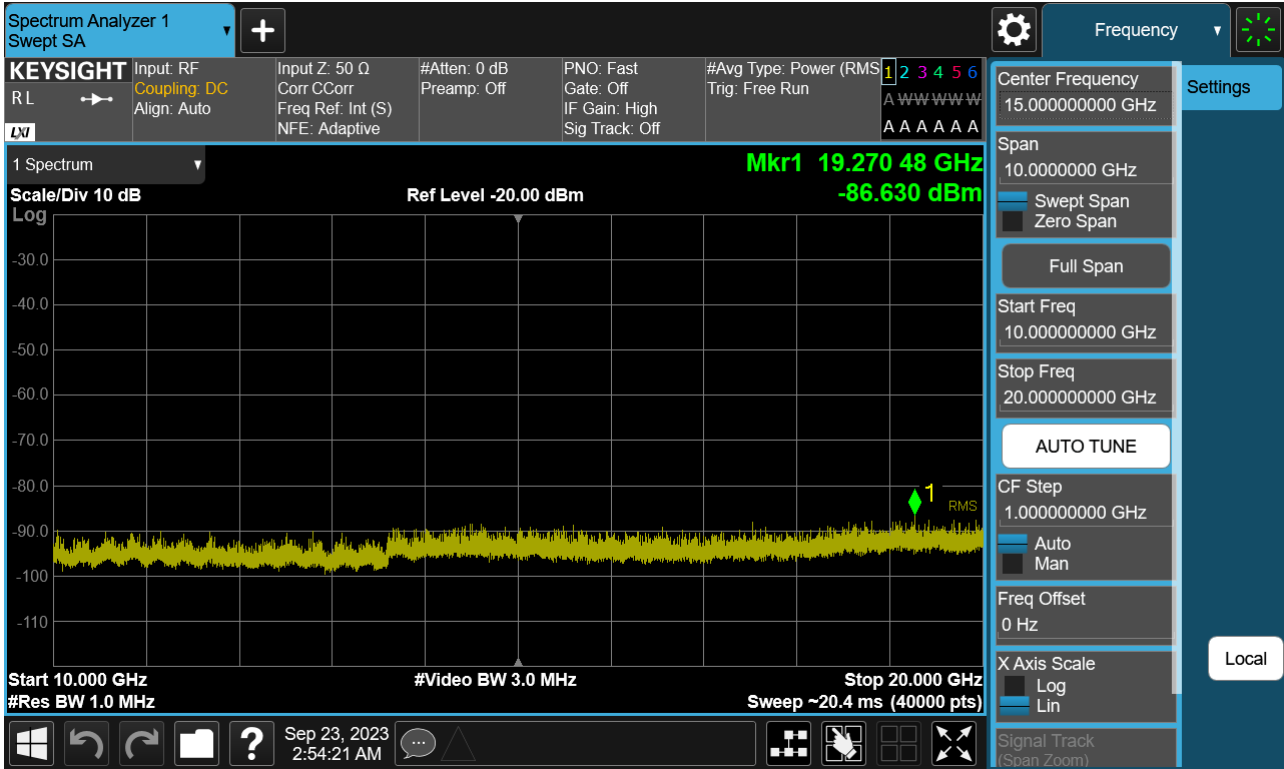 Spectrum Analyzer 1
Swept SA
+
Frequency
KEYSIGHT
R L
LXI
Input: RF
Coupling: DC
Align: Auto
Input Z: 50 Ω
Corr CCorr
Freq Ref: Int (S)
NFE: Adaptive
#Atten: 0 dB
Preamp: Off
PNO: Fast
Gate: Off
IF Gain: High
Sig Track: Off
#Avg Type: Power (RMS
Trig: Free Run
1 2 3 4 5 6
A W W W W W
A A A A A A
1 Spectrum
Scale/Div 10 dB
Log
Ref Level -20.00 dBm
Mkr1 19.270 48 GHz
-86.630 dBm
-30.0
-40.0
-50.0
-60.0
-70.0
-80.0
-90.0
-100
-110
1
RMS
Start 10.000 GHz
#Video BW 3.0 MHz
Stop 20.000 GHz
#Res BW 1.0 MHz
Sweep ~20.4 ms (40000 pts)
?
Sep 23, 2023
2:54:21 AM
Center Frequency
15.000000000 GHz
Span
10.0000000 GHz
Swept Span
Zero Span
Full Span
Start Freq
10.000000000 GHz
Stop Freq
20.000000000 GHz
AUTO TUNE
CF Step
1.000000000 GHz
Auto
Man
Freq Offset
0 Hz
X Axis Scale
Log
Lin
Signal Track
(Span Zoom)
Settings
Local